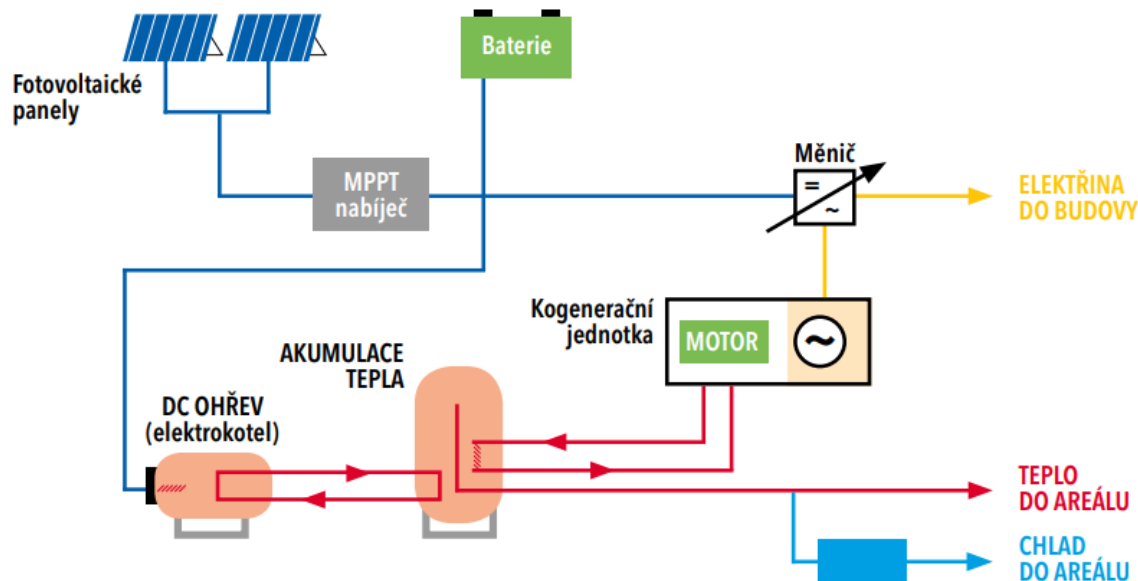 Baterie
Fotovoltaické
panely
MPPT
nabíječ
Měnič
=
~
ELEKTŘINA
DO BUDOVY
Kogenerační
jednotka
MOTOR
~
AKUMULACE
TEPLA
DC OHŘEV
(elektrokotel)
TEPLO
DO AREÁLU
CHLAD
DO AREÁLU